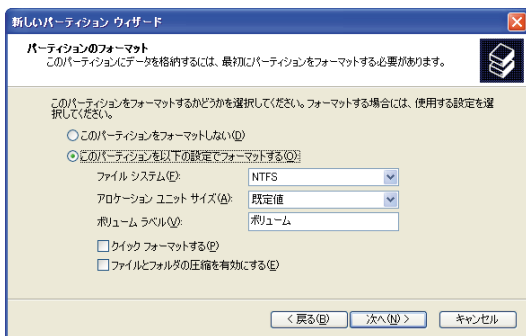 新しいパーティション ウィザード
パーティションのフォーマット
このパーティションにデータを格納するには、最初にパーティションをフォーマットする必要があります。
このパーティションをフォーマットするかどうかを選択してください。フォーマットする場合には、使用する設定を選
択してください。
このパーティションをフォーマットしない(D)
このパーティションを以下の設定でフォーマットする(O):
ファイル システム(F): NTFS
アロケーション ユニット サイズ(A): 既定値
ボリューム ラベル(V): ボリューム
クイック フォーマットする(P)
ファイルとフォルダの圧縮を有効にする(E)
< 戻る(B) 次へ(N) > キャンセル